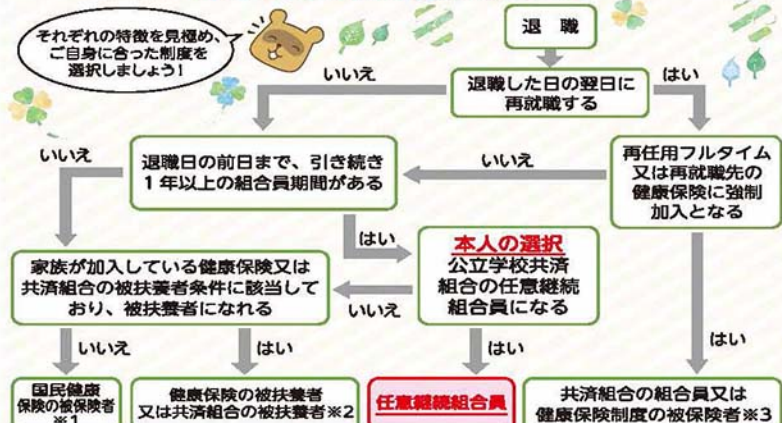 それぞれの特徴を見極め、
ご自身に合った制度を
選択しましょう！
退　職
退職した日の翌日に
再就職する
いいえ
はい
退職日の前日まで、引き続き
１年以上の組合員期間がある
いいえ
いいえ
再任用フルタイム
又は再就職先の
健康保険に強制
加入となる
はい
本人の選択
公立学校共済
組合の任意継続
組合員になる
家族が加入している健康保険又は
共済組合の被扶養者条件に該当して
おり、被扶養者になれる
いいえ
いいえ
はい
はい
はい
国民健康
保険の被保険者
※1
健康保険の被扶養者
又は共済組合の被扶養者※2
任意継続組合員
共済組合の組合員又は
健康保険制度の被保険者※3